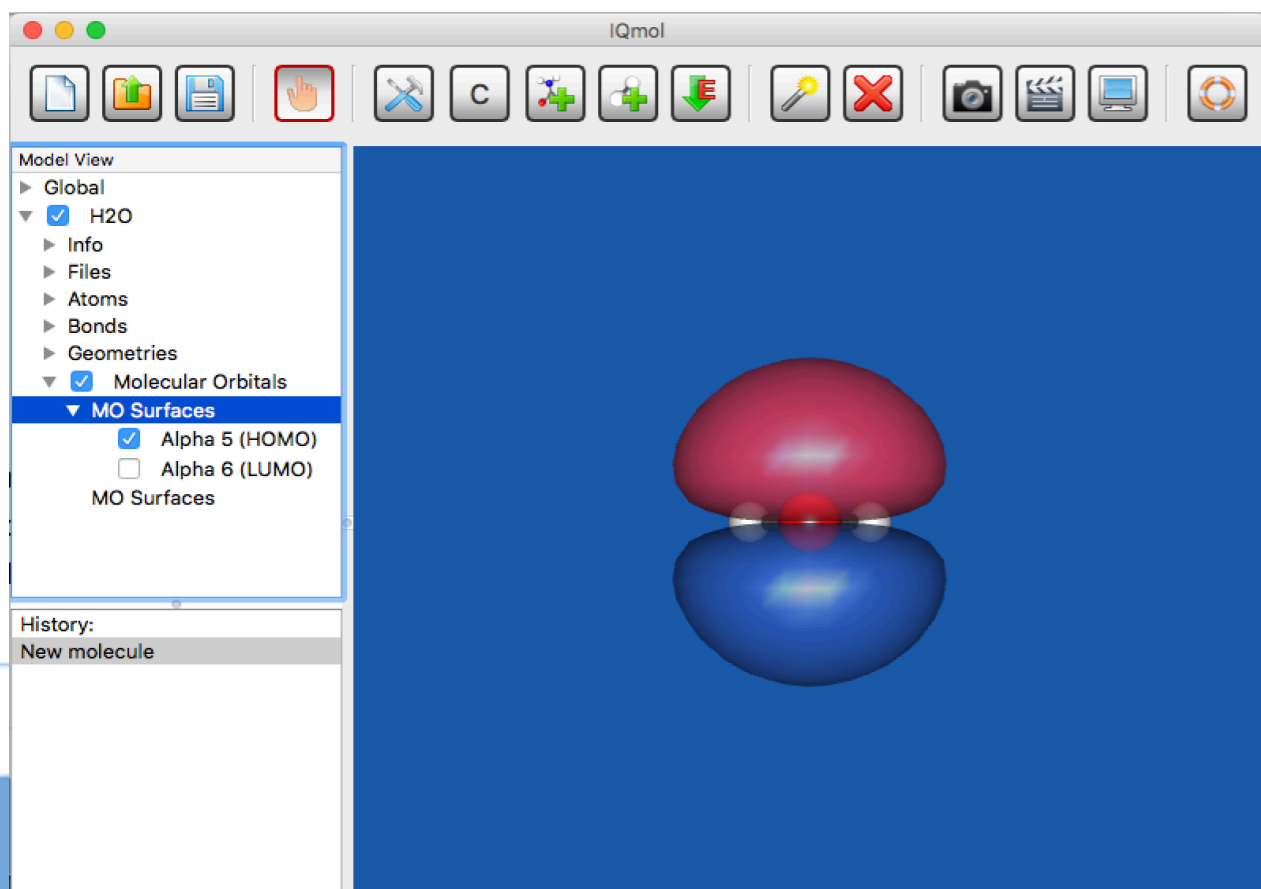 IQmol
C
E
Model View
Global
H2O
Info
Files
Atoms
Bonds
Geometries
Molecular Orbitals
MO Surfaces
Alpha 5 (HOMO)
Alpha 6 (LUMO)
MO Surfaces
History:
New molecule